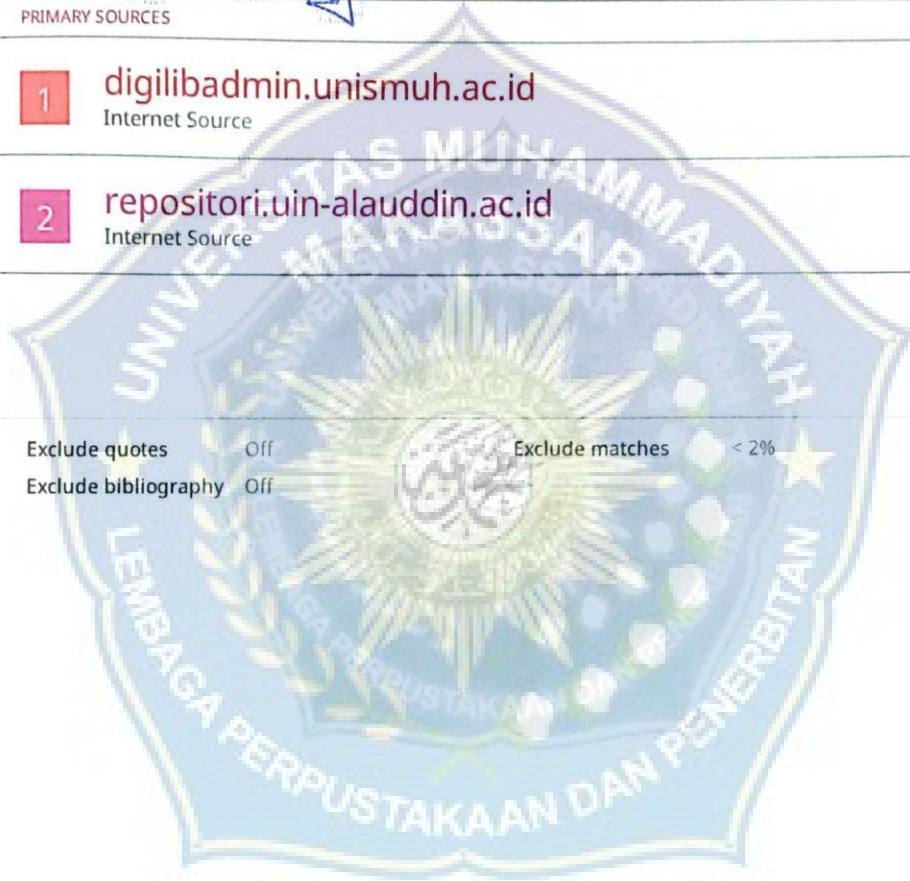 PRIMARY SOURCES
1
digilibadmin.unismuh.ac.id
Internet Source
2
repositori.uin-alauddin.ac.id
Internet Source
Exclude quotes Off
Exclude matches < 2%
Exclude bibliography Off
UNIVERSITAS MUHAMMADIYAH
MAKASSAR
LEMBAGA PERPUSTAKAAN DAN PENERBITAN